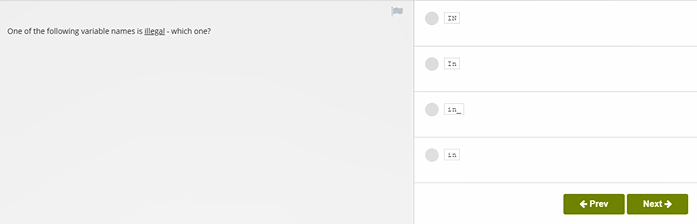 One of the following variable names is illegal - which one?
IN
In
in_
in
Prev
Next